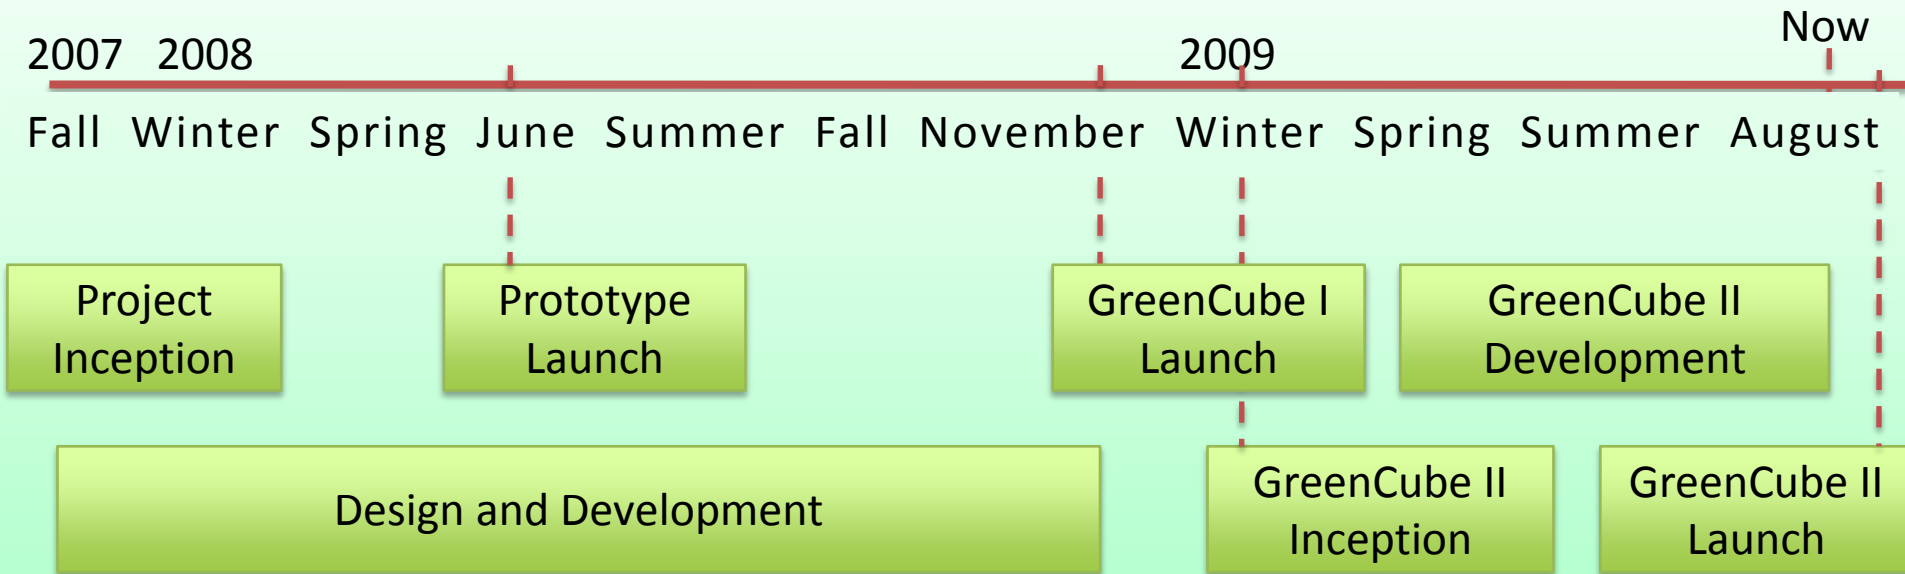 Now
2007 2008 2009
Fall Winter Spring June Summer Fall November Winter Spring Summer August
Project
Inception
Prototype
Launch
GreenCube I
Launch
GreenCube II
Development
Design and Development
GreenCube II
Inception
GreenCube II
Launch